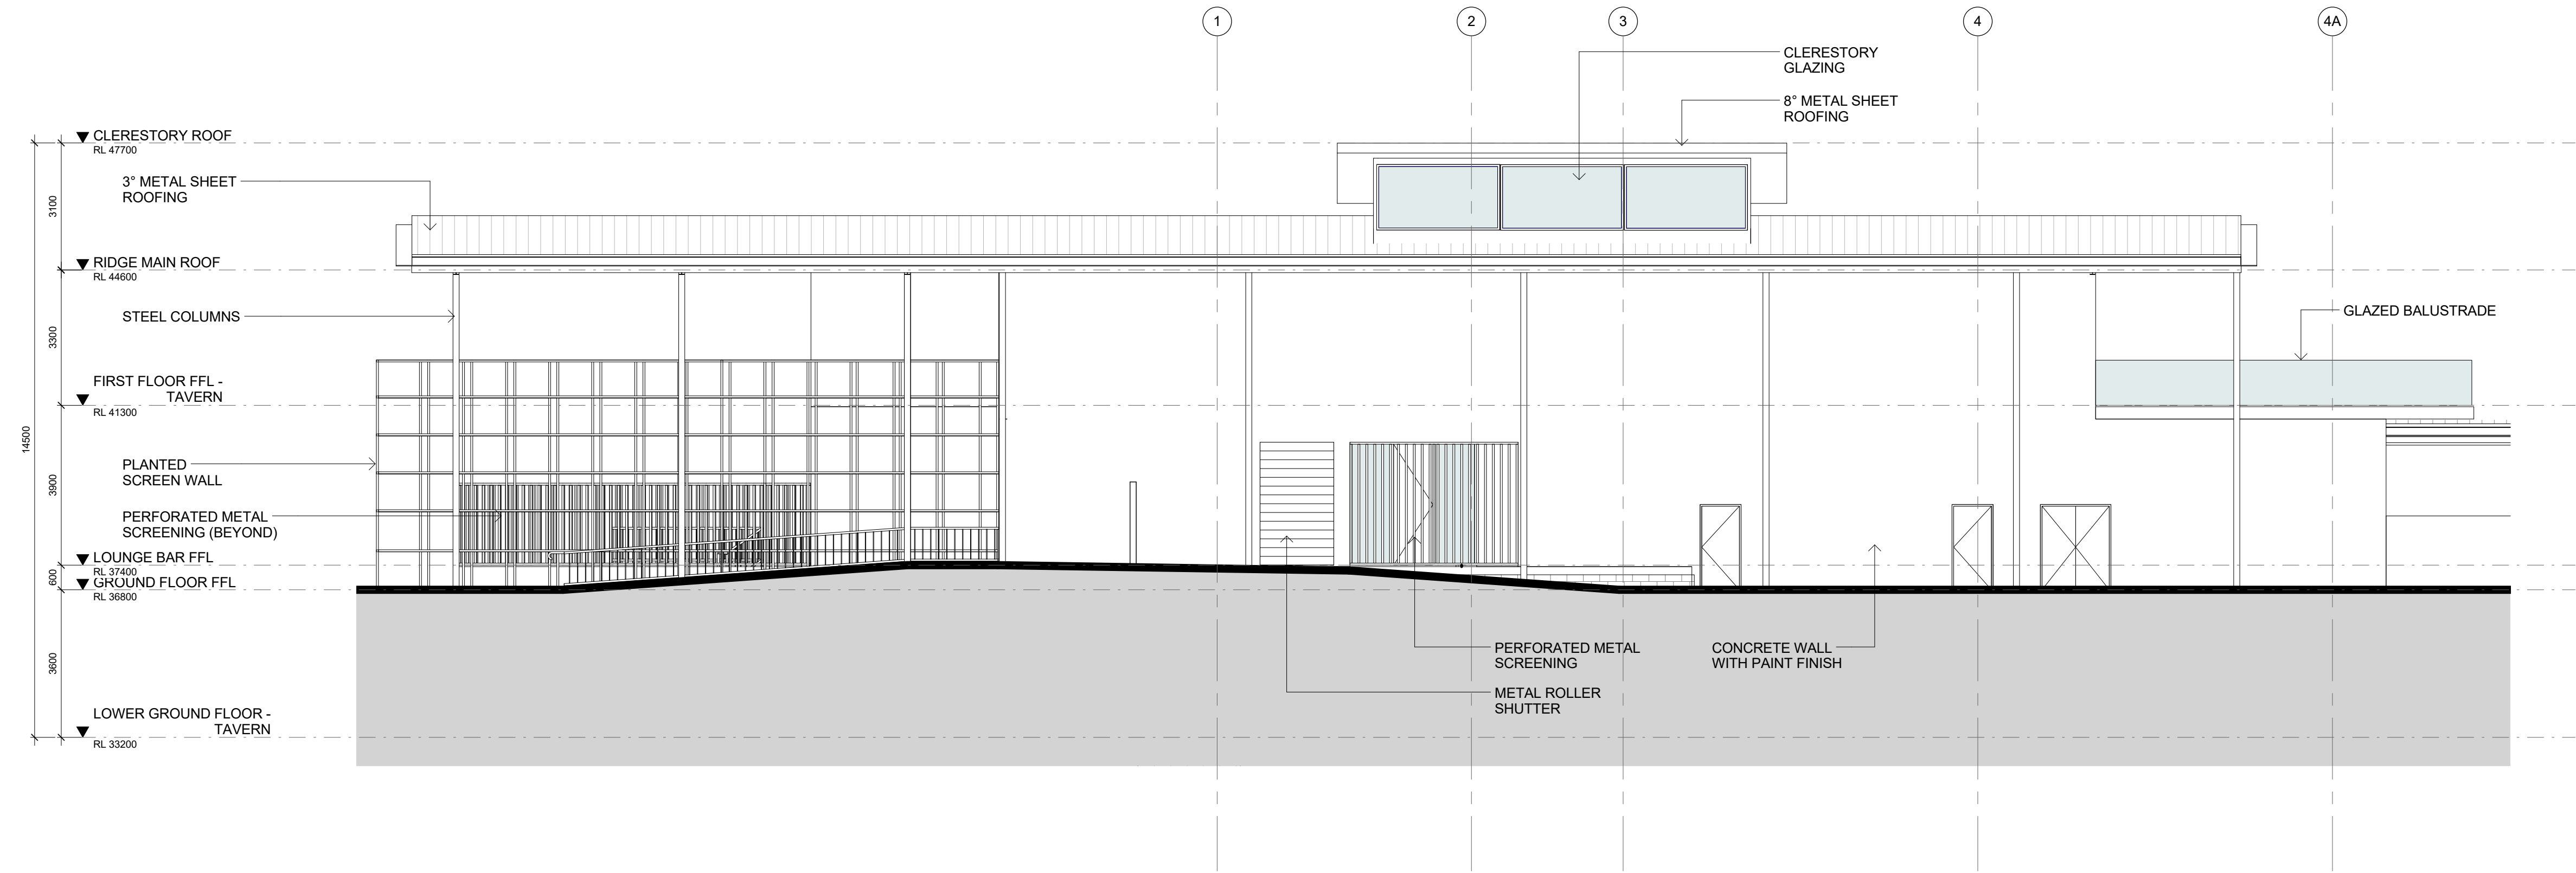 1
2
3
4
4A
CLERESTORY
GLAZING
8° METAL SHEET
ROOFING
CLERESTORY ROOF
RL 47700
3° METAL SHEET
ROOFING
3100
RIDGE MAIN ROOF
RL 44600
STEEL COLUMNS
GLAZED BALUSTRADE
3300
FIRST FLOOR FFL -
TAVERN
RL 41300
14500
PLANTED
SCREEN WALL
3900
PERFORATED METAL
SCREENING (BEYOND)
LOUNGE BAR FFL
RL 37400
600
GROUND FLOOR FFL
RL 36800
3600
PERFORATED METAL
SCREENING
CONCRETE WALL
WITH PAINT FINISH
METAL ROLLER
SHUTTER
LOWER GROUND FLOOR -
TAVERN
RL 33200